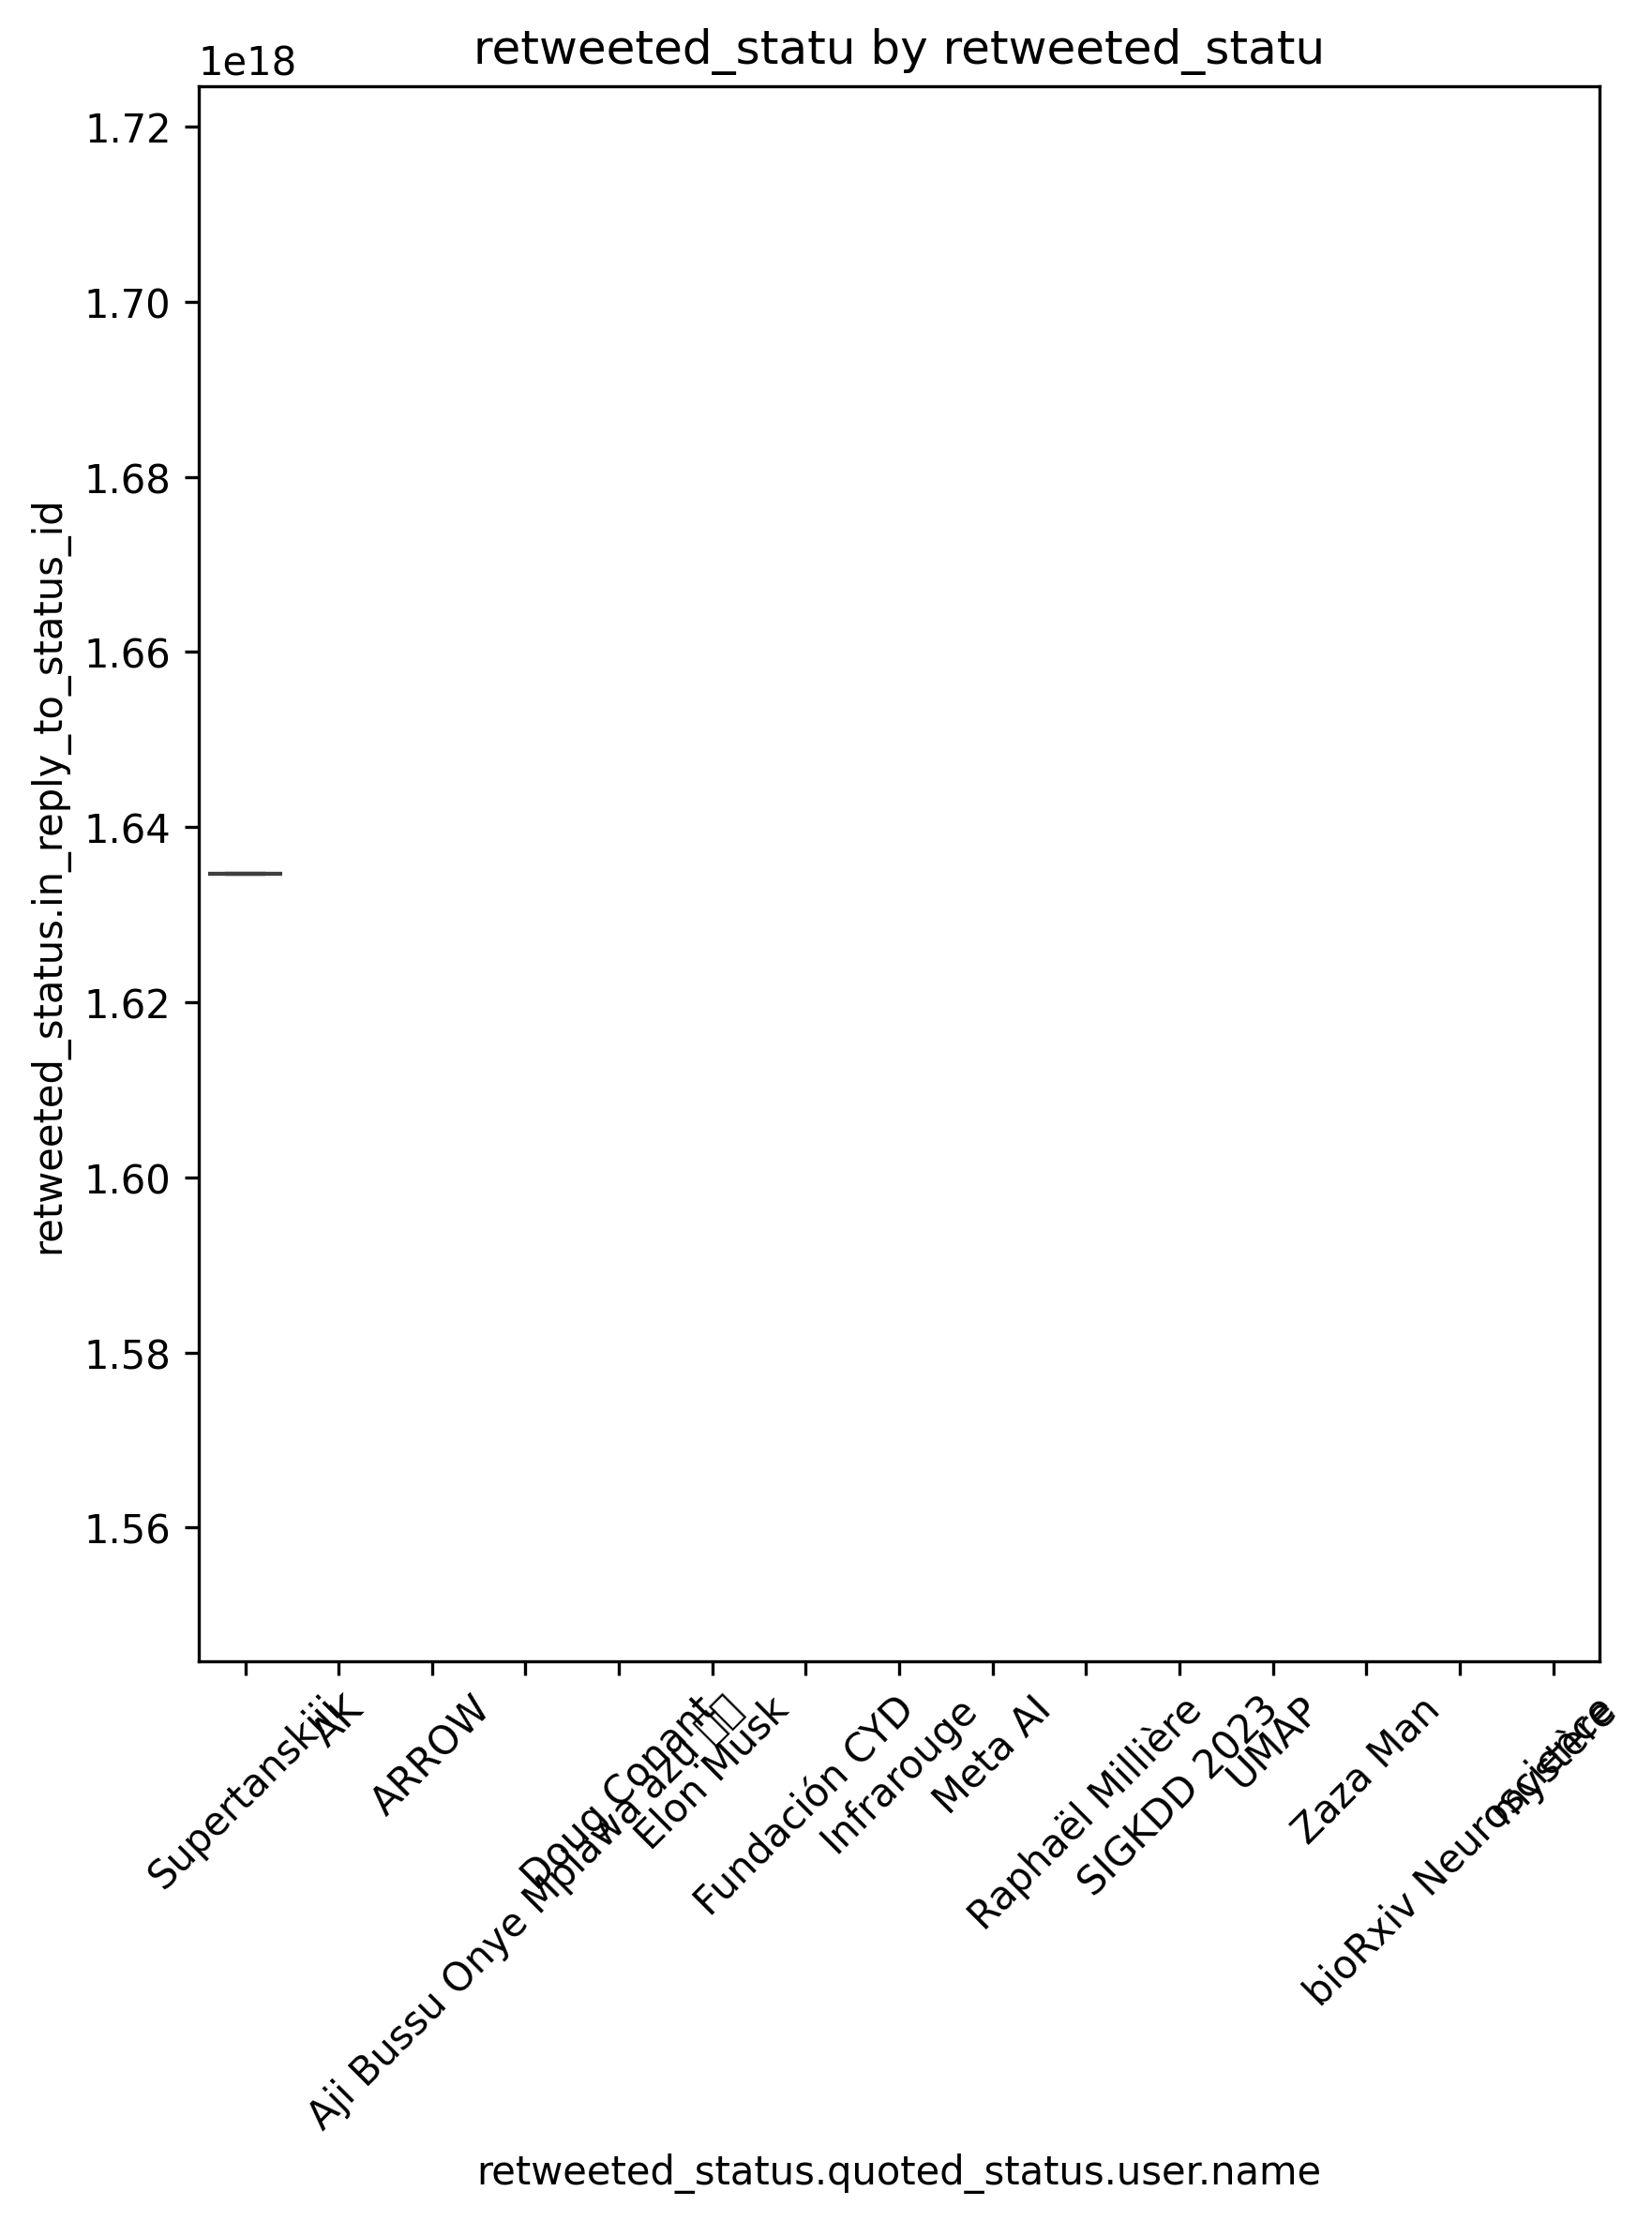 retweeted_statu by retweeted_statu
1e18
1.72
1.70
1.68
1.66
1.64
1.62
1.60
1.58
1.56
retweeted_status.in_reply_to_status_id
Supertanskiii
AK
ARROW
Aji Bussu Onye Mplawa azu
Doug Conant
Elon Musk
Fundación CYD
Infrarouge
Meta AI
Raphaël Millière
SIGKDD 2023
UMAP
Zaza Man
bioRxiv Neuroscience
mystère
retweeted_status.quoted_status.user.name